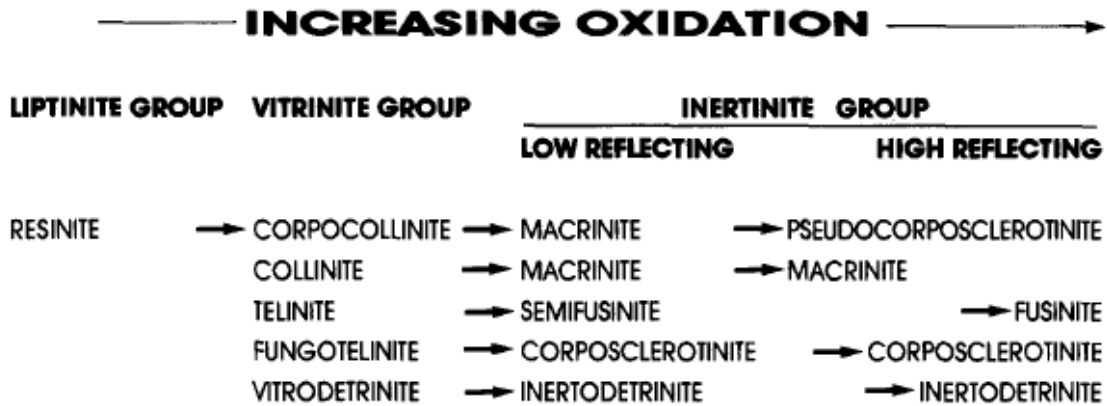 INCREASING OXIDATION
LIPTINITE GROUP VITRINITE GROUP INERTINITE GROUP
LOW REFLECTING HIGH REFLECTING
RESINITE CORPOCOLLINITE MACRINITE PSEUDOCORPOSCLEROTINITE
COLLINITE MACRINITE MACRINITE
TELINITE SEMIFUSINITE FUSINITE
FUNGOTELINITE CORPOSCLEROTINITE CORPOSCLEROTINITE
VITRODETRINITE INERTODETRINITE INERTODETRINITE